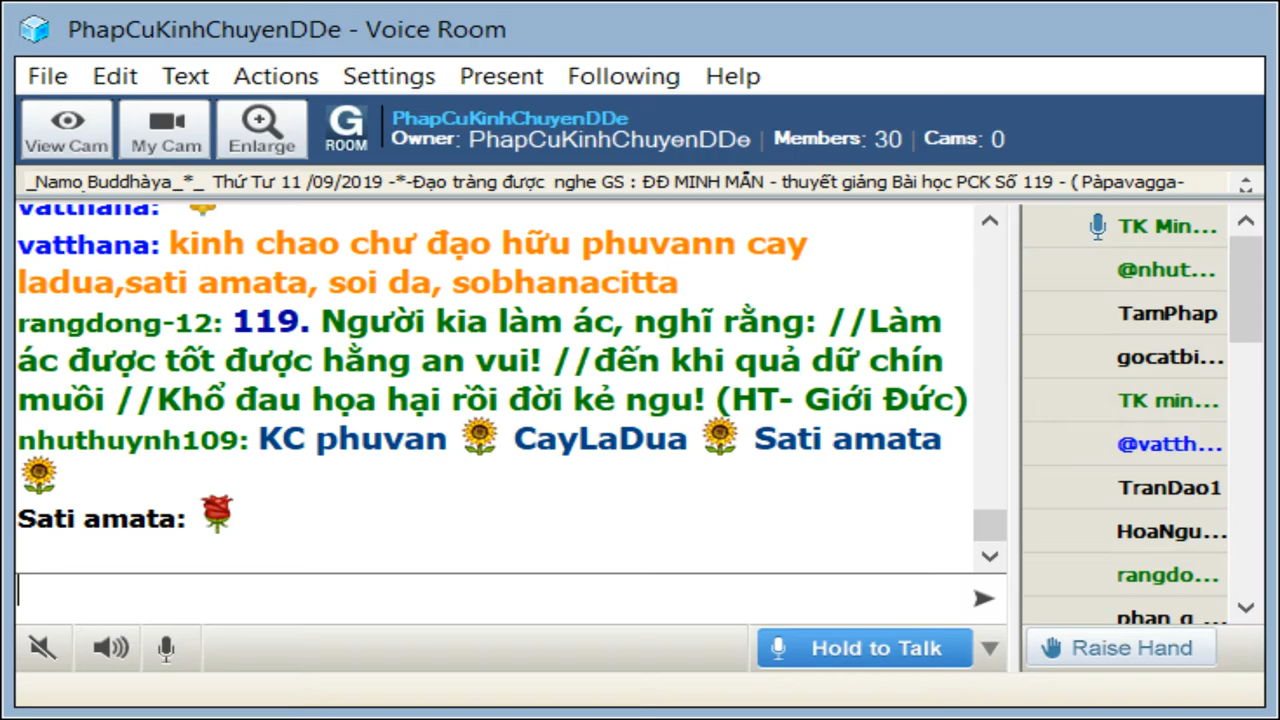 PhapCuKinhChuyenDDe - Voice Room
File Edit Text Actions Settings Present Following Help
View Cam My Cam Enlarge G ROOM PhapCuKinhChuyenDDe
Owner: PhapCuKinhChuyenDDe | Members: 30 | Cams: 0
_Namo Buddhàya_*_ Thứ Tư 11 /09/2019 -*-Đạo tràng được nghe GS : ĐĐ MINH MẪN - thuyết giảng Bài học PCK Số 119 - ( Pàpavagga-
vatthana:
vatthana: kinh chao chư đạo hữu phuvann cay
ladua,sati amata, soi da, sobhanacitta
rangdong-12: 119. Người kia làm ác, nghĩ rằng: //Làm
ác được tốt được hằng an vui! //đến khi quả dữ chín
muồi //Khổ đau họa hại rồi đời kẻ ngu! (HT- Giới Đức)
nhuthuynh109: KC phuvan 🌻 CayLaDua 🌻 Sati amata
🌻
Sati amata: 🌹
TK Min...
@nhut...
TamPhap
gocatbi...
TK min...
@vatth...
TranDao1
HoaNgu...
rangdo...
phan_g_...
Hold to Talk
Raise Hand